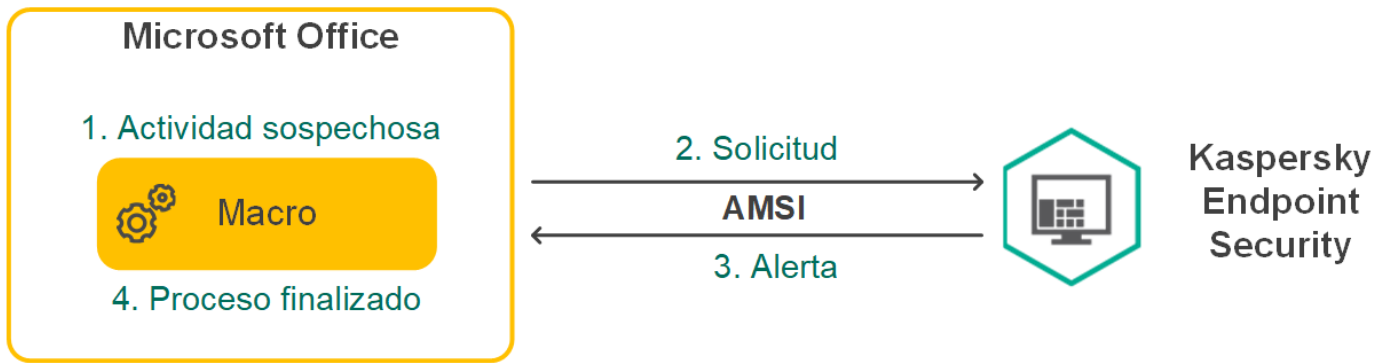 Microsoft Office
1. Actividad sospechosa
Macro
4. Proceso finalizado
2. Solicitud
AMSI
3. Alerta
Kaspersky
Endpoint
Security